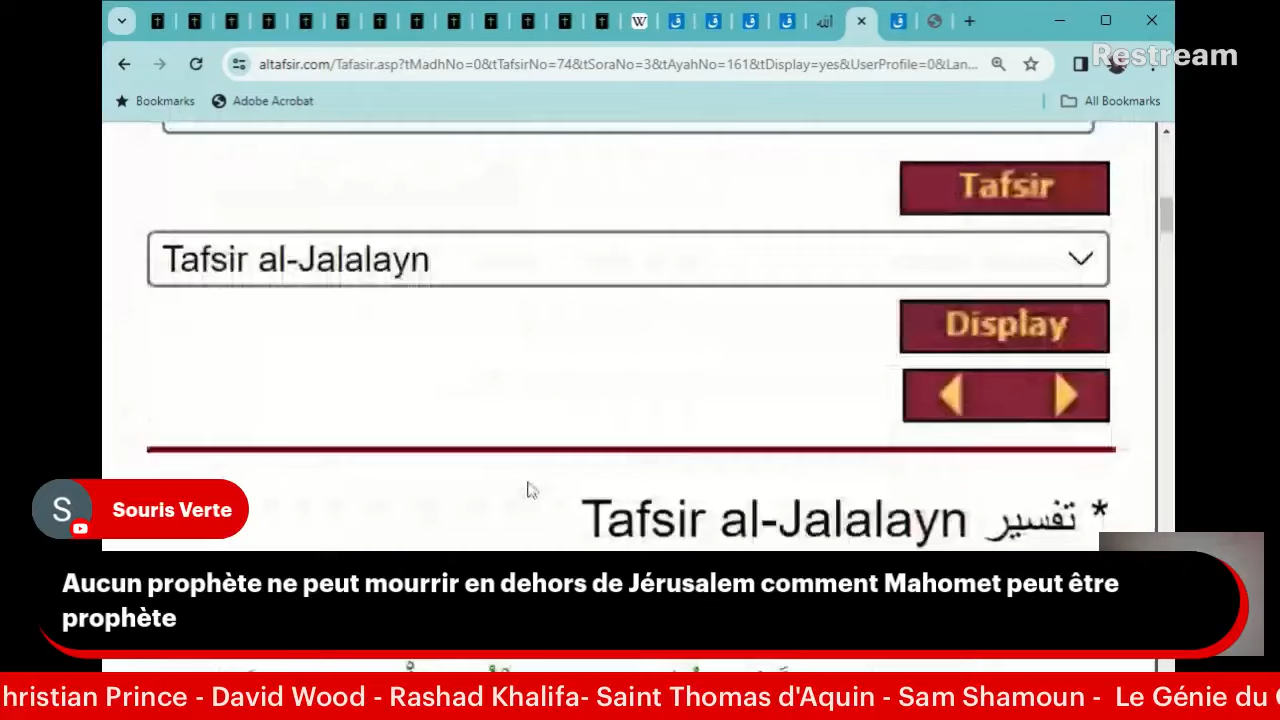 Restream
altafsir.com/Tafasir.asp?tMadhNo=0&tTafsirNo=74&tSoraNo=3&tAyahNo=161&tDisplay=yes&UserProfile=0&Lan...
Bookmarks
Adobe Acrobat
All Bookmarks
Tafsir
Tafsir al-Jalalayn
Display
* تفسير Tafsir al-Jalalayn
S
Souris Verte
Aucun prophète ne peut mourrir en dehors de Jérusalem comment Mahomet peut être
prophète
hristian Prince - David Wood - Rashad Khalifa- Saint Thomas d'Aquin - Sam Shamoun - Le Génie du